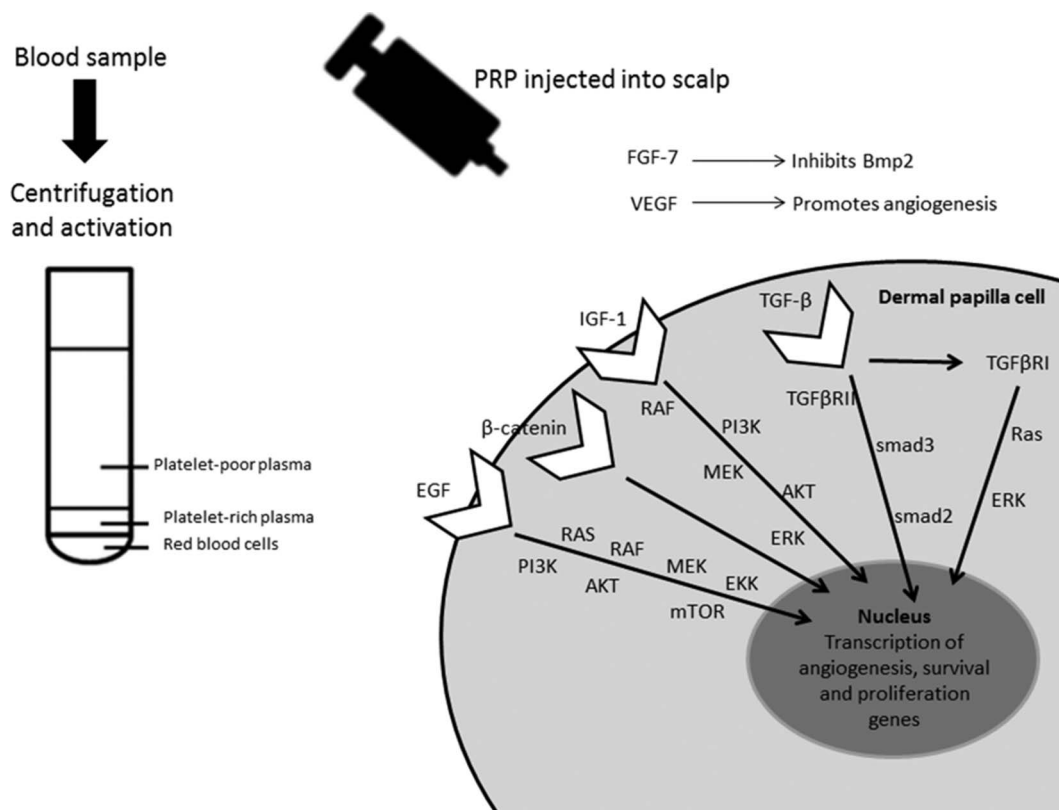 Blood sample
Centrifugation
and activation
Platelet-poor plasma
Platelet-rich plasma
Red blood cells
PRP injected into scalp
FGF-7
Inhibits Bmp2
VEGF
Promotes angiogenesis
Dermal papilla cell
TGF-β
TGFβRI
TGFβRII
smad3
smad2
Ras
ERK
IGF-1
RAF
PI3K
MEK
AKT
ERK
β-catenin
EGF
RAS
PI3K
RAF
AKT
MEK
EKK
mTOR
Nucleus
Transcription of
angiogenesis, survival
and proliferation
genes